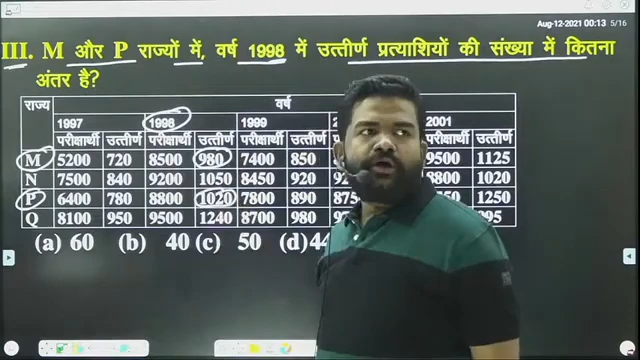 Aug-12-2021 00:13 5/16
III. M और P राज्यों में, वर्ष 1998 में उत्तीर्ण प्रत्याशियों की संख्या में कितना
अंतर है?
राज्य वर्ष
1997 1998 1999 2001
परीक्षार्थी उत्तीर्ण परीक्षार्थी उत्तीर्ण परीक्षार्थी उत्तीर्ण परीक्षार्थी उत्तीर्ण
M 5200 720 8500 980 7400 850 9500 1125
N 7500 840 9200 1050 8450 920 8800 1020
P 6400 780 8800 1020 7800 890 1250
Q 8100 950 9500 1240 8700 980
(a) 60 (b) 40 (c) 50 (d)